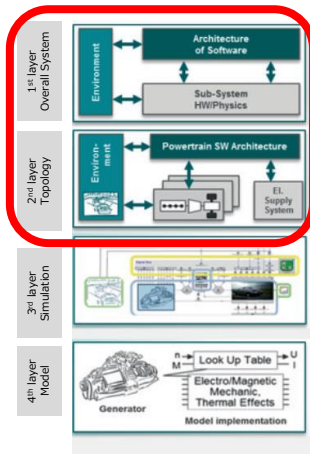 1st layer
Overall System
Environment
Architecture
of Software
Sub-System
HW/Physics
2nd layer
Topology
Environ-
ment
Powertrain SW Architecture
El.
Supply
System
3rd layer
Simulation
4th layer
Model
Generator
n
M
Look Up Table
U
I
Electro/Magnetic
Mechanic,
Thermal Effects
Model implementation